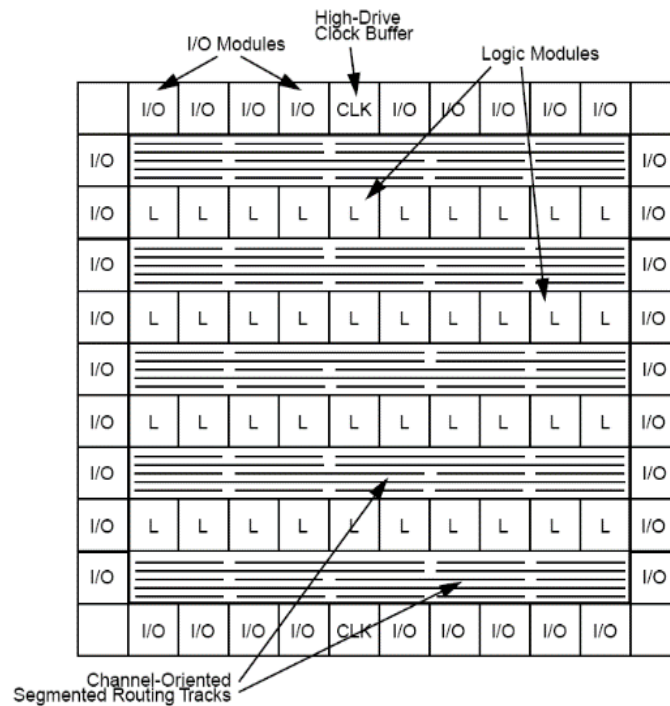 High-Drive
Clock Buffer
I/O Modules
Logic Modules
I/O I/O I/O I/O CLK I/O I/O I/O I/O I/O
I/O I/O
I/O L L L L L L L L L L I/O
I/O I/O
I/O L L L L L L L L L L I/O
I/O I/O
I/O L L L L L L L L L L I/O
I/O I/O
I/O L L L L L L L L L L I/O
I/O I/O
I/O I/O I/O I/O CLK I/O I/O I/O I/O I/O
Channel-Oriented
Segmented Routing Tracks